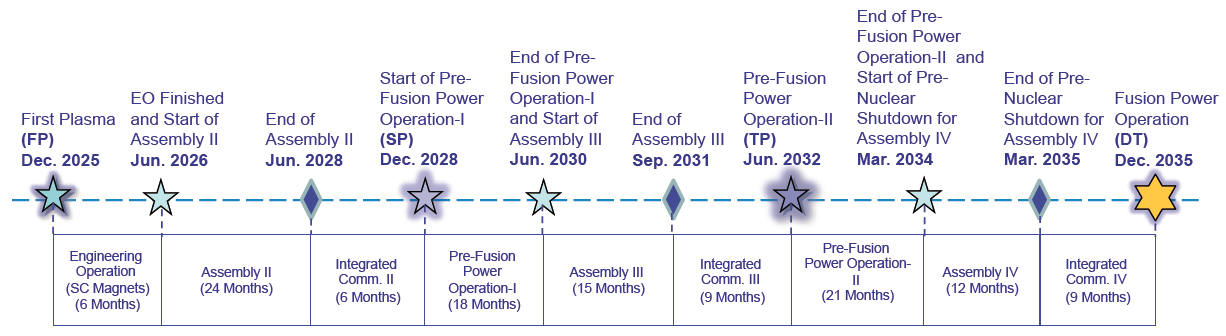 First Plasma
(FP)
Dec. 2025
EO Finished
and Start of
Assembly II
Jun. 2026
End of
Assembly II
Jun. 2028
Start of Pre-
Fusion Power
Operation-I
(SP)
Dec. 2028
End of Pre-
Fusion Power
Operation-I
and Start of
Assembly III
Jun. 2030
End of
Assembly III
Sep. 2031
Pre-Fusion
Power
Operation-II
(TP)
Jun. 2032
End of Pre-
Fusion Power
Operation-II and
Start of Pre-
Nuclear
Shutdown for
Assembly IV
Mar. 2034
End of Pre-
Nuclear
Shutdown for
Assembly IV
Mar. 2035
Fusion Power
Operation
(DT)
Dec. 2035
Engineering
Operation
(SC Magnets)
(6 Months)
Assembly II
(24 Months)
Integrated
Comm. II
(6 Months)
Pre-Fusion
Power
Operation-I
(18 Months)
Assembly III
(15 Months)
Integrated
Comm. III
(9 Months)
Pre-Fusion
Power Operation-
II
(21 Months)
Assembly IV
(12 Months)
Integrated
Comm. IV
(9 Months)